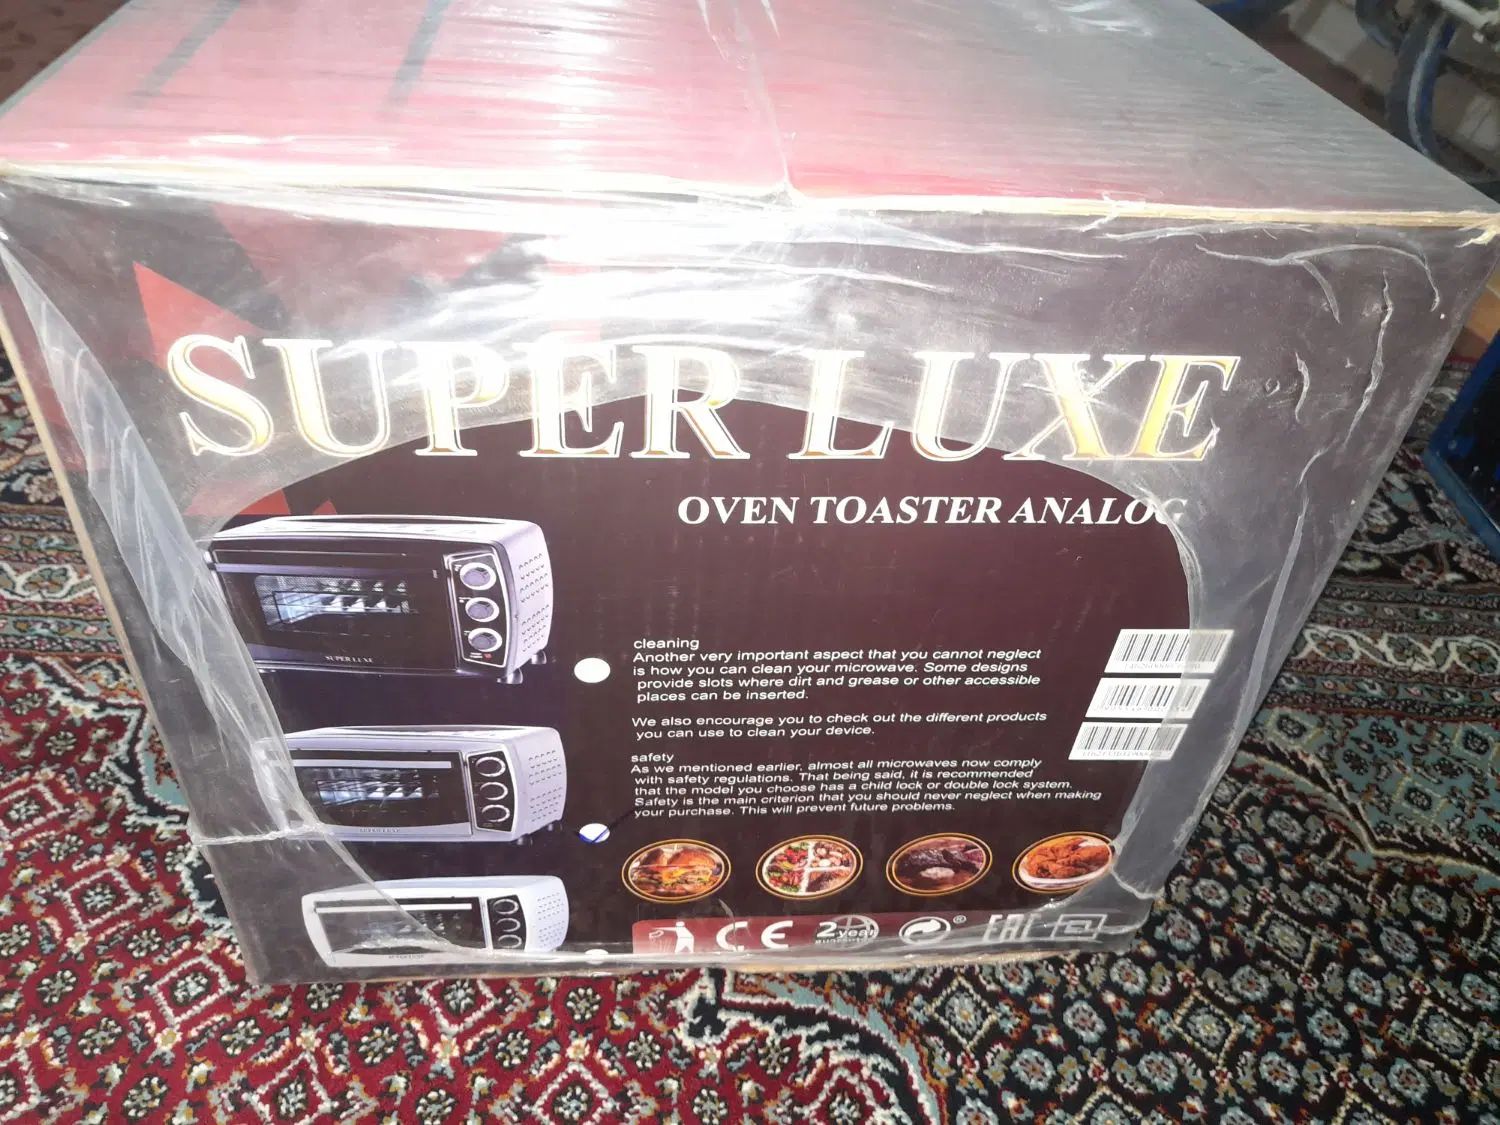 SUPER LUXE
OVEN TOASTER ANALOG
SUPER LUXE
cleaning
Another very important aspect that you cannot neglect
is how you can clean your microwave. Some designs
provide slots where dirt and grease or other accessible
places can be inserted.
We also encourage you to check out the different products
you can use to clean your device.
safety
As we mentioned earlier, almost all microwaves now comply
with safety regulations. That being said, it is recommended
that the model you choose has a child lock or double lock system.
Safety is the main criterion that you should never neglect when making
your purchase. This will prevent future problems.
SUPER LUXE
CE
2 year
guarantee
®
EAC